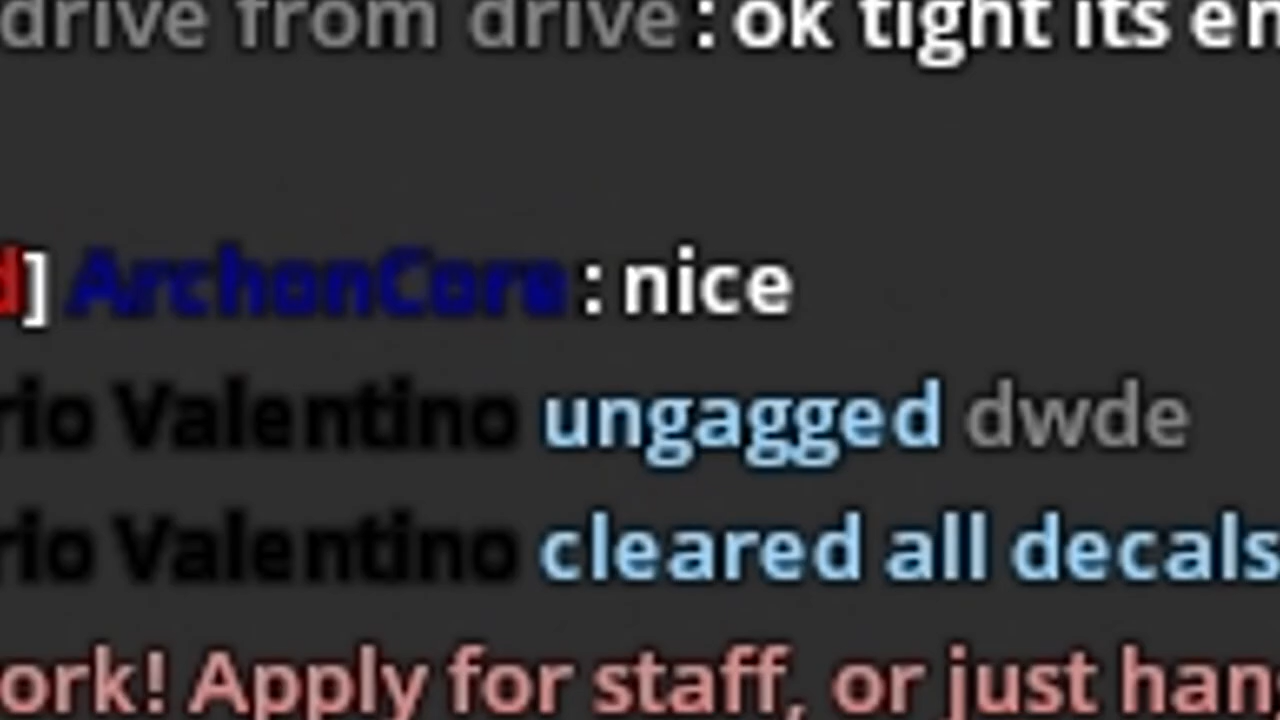 drive from drive: ok tight its en
d] ArchonCore: nice
rio Valentino ungagged dwde
rio Valentino cleared all decals
ork! Apply for staff, or just hang